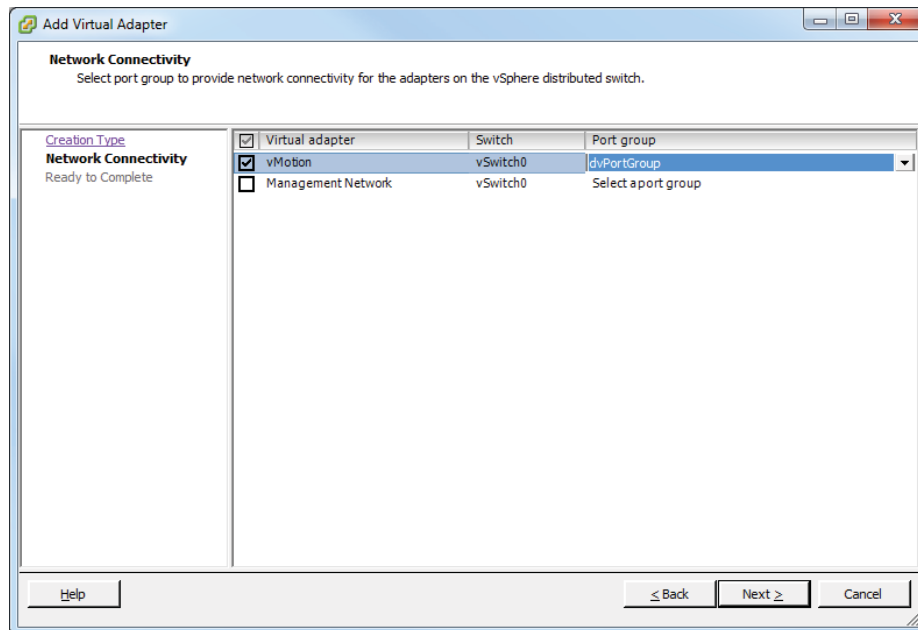 Add Virtual Adapter
Network Connectivity
Select port group to provide network connectivity for the adapters on the vSphere distributed switch.
Creation Type
Network Connectivity
Ready to Complete
Virtual adapter Switch Port group
vMotion vSwitch0 dvPortGroup
Management Network vSwitch0 Select a port group
Help < Back Next > Cancel